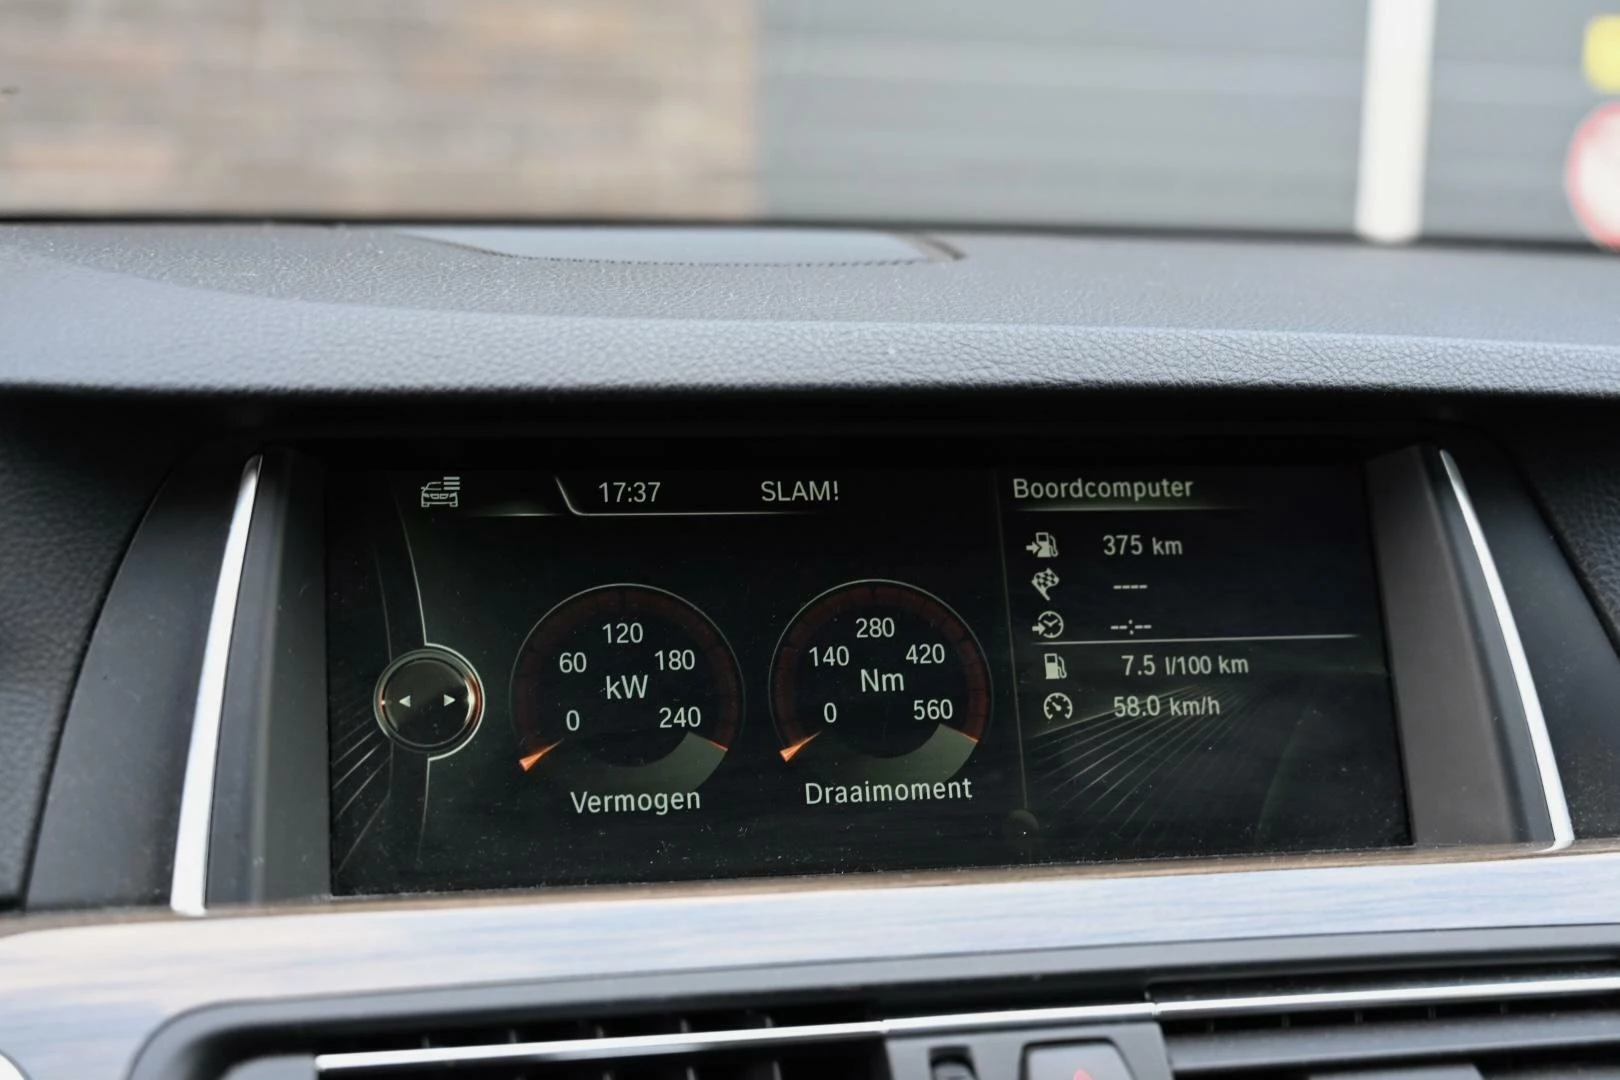 17:37 SLAM!
Boordcomputer
375 km
----
--:--
7.5 l/100 km
58.0 km/h
120
60 180
kW
0 240
Vermogen
280
140 420
Nm
0 560
Draaimoment